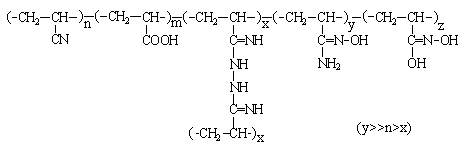 (-CH₂-CH-)n(-CH₂-CH-)m(-CH₂-CH-)x(-CH₂-CH-)y(-CH₂-CH-)z
CN COOH C=NH C=N-OH C=N-OH
NH NH₂ OH
NH
C=NH
(-CH₂-CH-)x (y>>n>x)